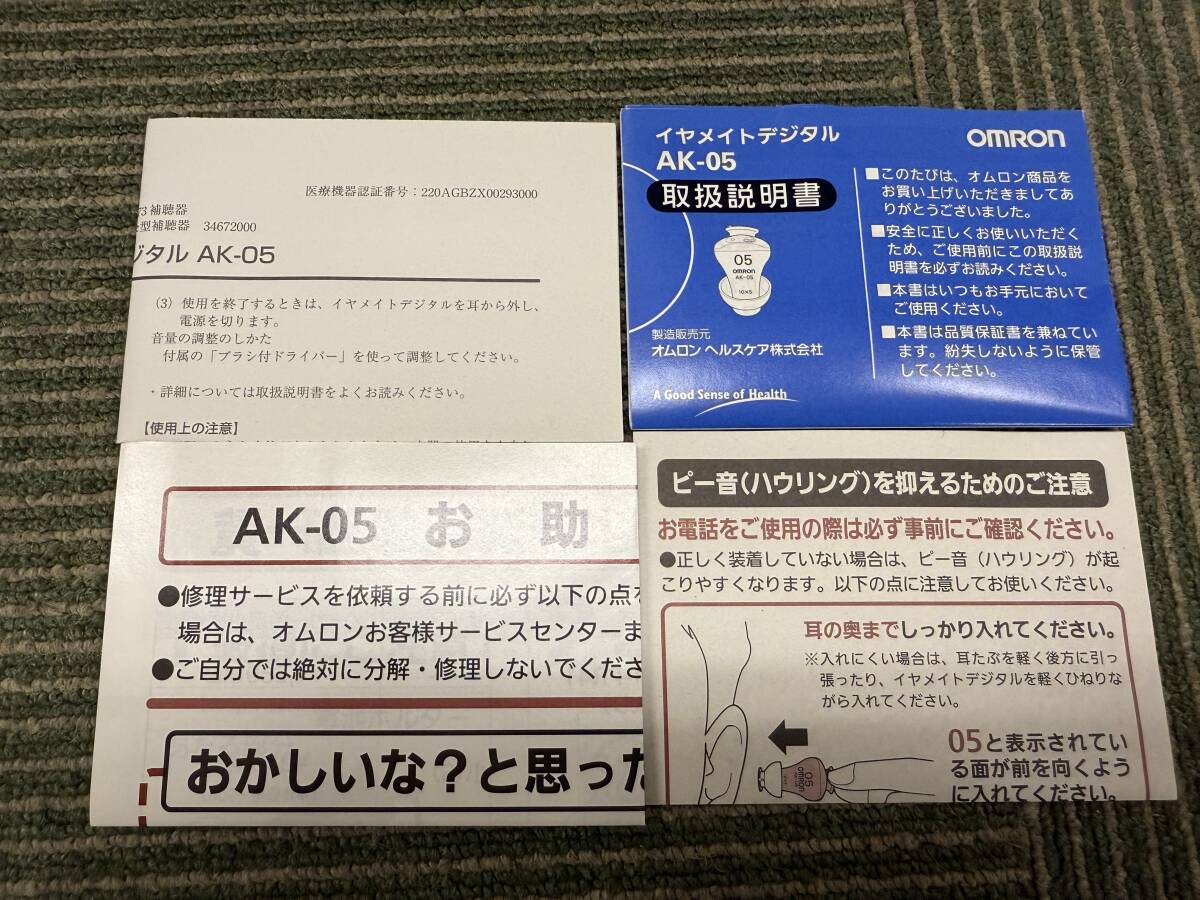 医療機器認証番号：220AGBZX00293000
補聴器
型補聴器 34672000
ジタル AK-05
(3) 使用を終了するときは、イヤメイトデジタルを耳から外し、
電源を切ります。
音量の調整のしかた
付属の「ブラシ付ドライバー」を使って調整してください。
・詳細については取扱説明書をよくお読みください。
【使用上の注意】
イヤメイトデジタル
AK-05
取扱説明書
05
OMRON
AK-05
10×5
製造販売元
オムロン ヘルスケア株式会社
A Good Sense of Health
OMRON
■このたびは、オムロン商品を
お買い上げいただきましてあ
りがとうございました。
■安全に正しくお使いいただく
ため、ご使用前にこの取扱説
明書を必ずお読みください。
■本書はいつもお手元において
ご使用ください。
■本書は品質保証書を兼ねてい
ます。紛失しないように保管
してください。
AK-05 お 助
●修理サービスを依頼する前に必ず以下の点を
場合は、オムロンお客様サービスセンターま
●ご自分では絶対に分解・修理しないでくださ
おかしいな？と思った
ピー音(ハウリング)を抑えるためのご注意
お電話をご使用の際は必ず事前にご確認ください。
●正しく装着していない場合は、ピー音（ハウリング）が起
こりやすくなります。以下の点に注意してお使いください。
耳の奥までしっかり入れてください。
※入れにくい場合は、耳たぶを軽く後方に引っ
張ったり、イヤメイトデジタルを軽くひねりな
がら入れてください。
05と表示されてい
る面が前を向くよう
に入れてください。
05
OMRON